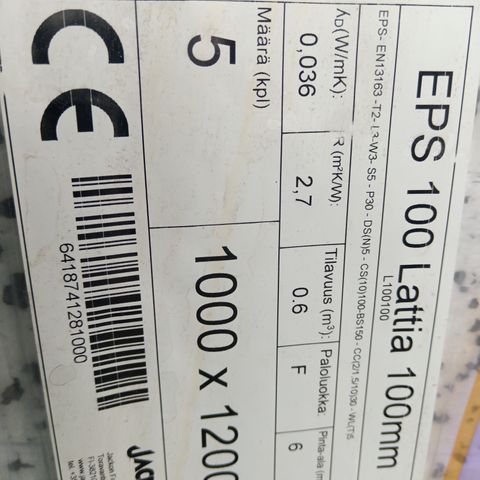 EPS 100 Lattia 100mm
L100100
EPS- EN13163 -T2- L3-W3- S5 - P30 - DS(N)5 - CS(10)100-BS150 - CC(2/1,5/10)30 - WL(T)5
λD(W/mK): R (m²K/W): Tilavuus (m³): Paloluokka: Pinta-ala
0,036 2,7 0.6 F 6
Määrä (kpl)
5 1000 x 1200
CE
6418741281000
Jackon